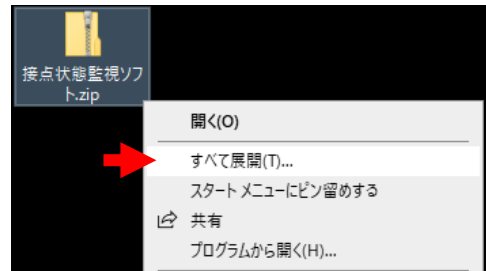 接点状態監視ソフ
ト.zip
開く(O)
すべて展開(T)...
スタート メニューにピン留めする
共有
プログラムから開く(H)...